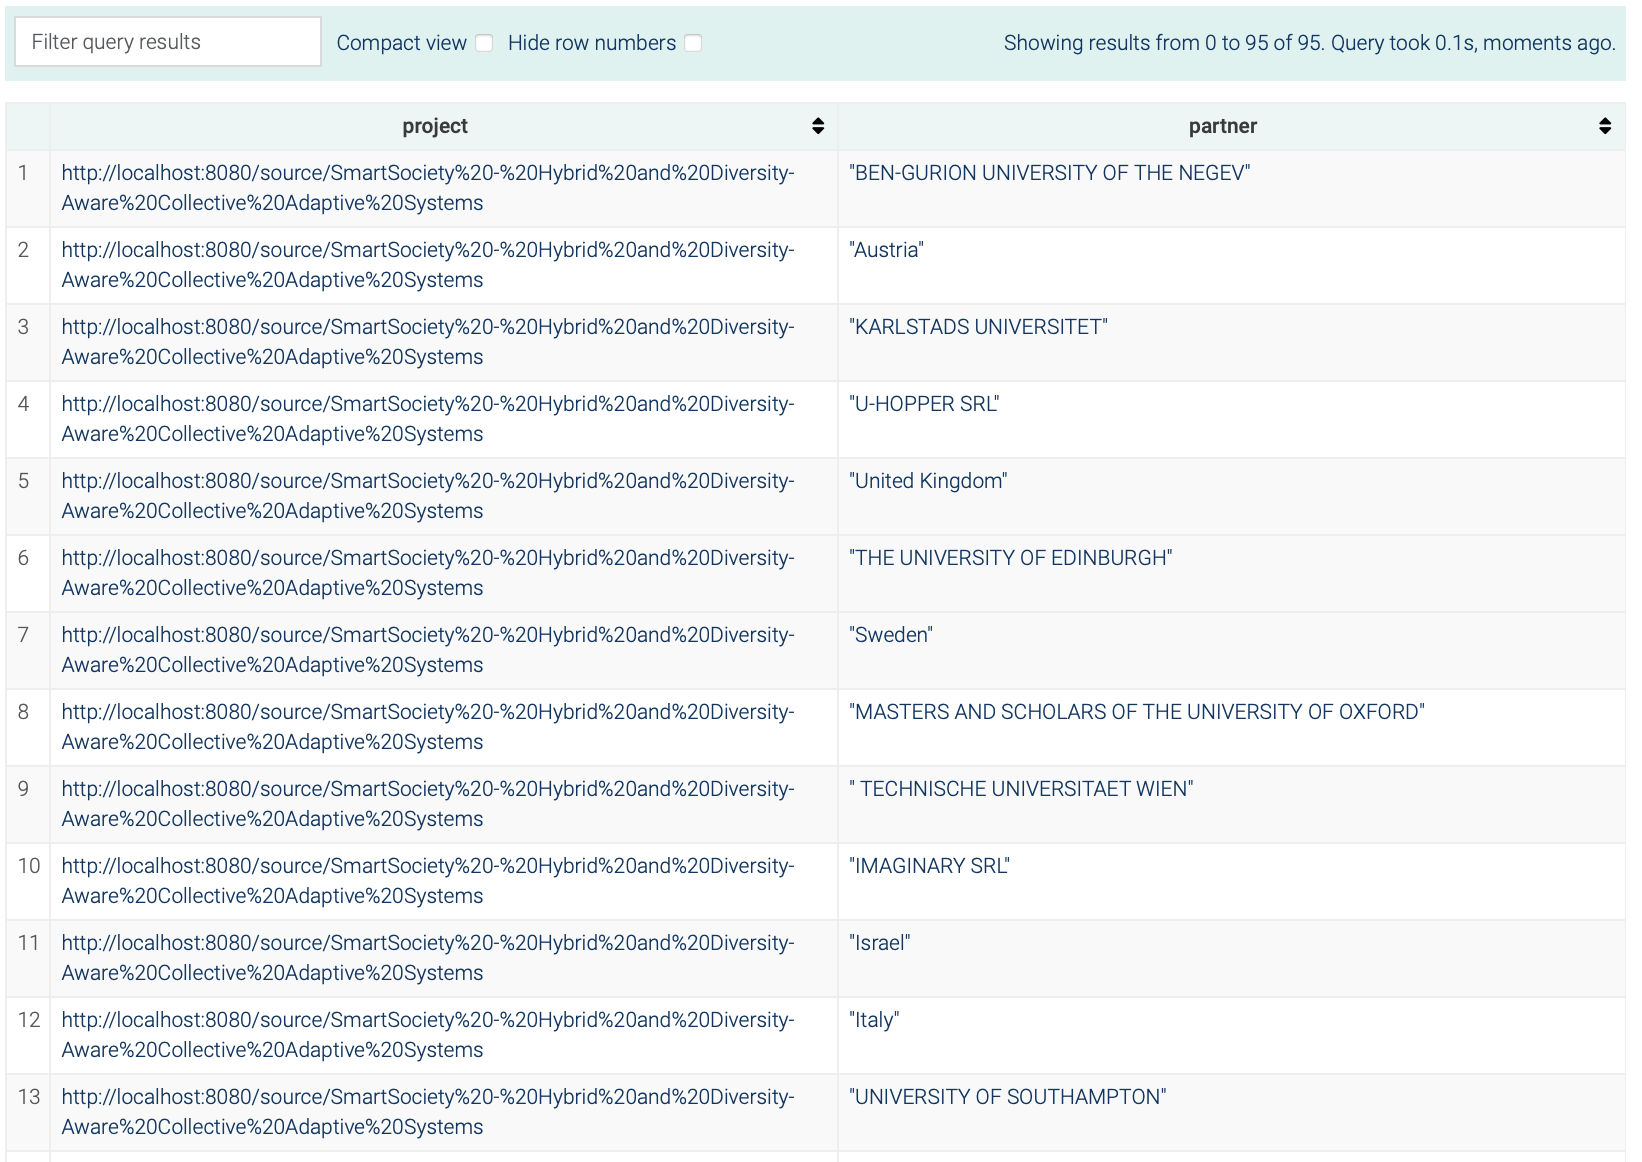 Filter query results Compact view Hide row numbers Showing results from 0 to 95 of 95. Query took 0.1s, moments ago.
project partner
1 http://localhost:8080/source/SmartSociety%20-%20Hybrid%20and%20Diversity- "BEN-GURION UNIVERSITY OF THE NEGEV"
Aware%20Collective%20Adaptive%20Systems
2 http://localhost:8080/source/SmartSociety%20-%20Hybrid%20and%20Diversity- "Austria"
Aware%20Collective%20Adaptive%20Systems
3 http://localhost:8080/source/SmartSociety%20-%20Hybrid%20and%20Diversity- "KARLSTADS UNIVERSITET"
Aware%20Collective%20Adaptive%20Systems
4 http://localhost:8080/source/SmartSociety%20-%20Hybrid%20and%20Diversity- "U-HOPPER SRL"
Aware%20Collective%20Adaptive%20Systems
5 http://localhost:8080/source/SmartSociety%20-%20Hybrid%20and%20Diversity- "United Kingdom"
Aware%20Collective%20Adaptive%20Systems
6 http://localhost:8080/source/SmartSociety%20-%20Hybrid%20and%20Diversity- "THE UNIVERSITY OF EDINBURGH"
Aware%20Collective%20Adaptive%20Systems
7 http://localhost:8080/source/SmartSociety%20-%20Hybrid%20and%20Diversity- "Sweden"
Aware%20Collective%20Adaptive%20Systems
8 http://localhost:8080/source/SmartSociety%20-%20Hybrid%20and%20Diversity- "MASTERS AND SCHOLARS OF THE UNIVERSITY OF OXFORD"
Aware%20Collective%20Adaptive%20Systems
9 http://localhost:8080/source/SmartSociety%20-%20Hybrid%20and%20Diversity- " TECHNISCHE UNIVERSITAET WIEN"
Aware%20Collective%20Adaptive%20Systems
10 http://localhost:8080/source/SmartSociety%20-%20Hybrid%20and%20Diversity- "IMAGINARY SRL"
Aware%20Collective%20Adaptive%20Systems
11 http://localhost:8080/source/SmartSociety%20-%20Hybrid%20and%20Diversity- "Israel"
Aware%20Collective%20Adaptive%20Systems
12 http://localhost:8080/source/SmartSociety%20-%20Hybrid%20and%20Diversity- "Italy"
Aware%20Collective%20Adaptive%20Systems
13 http://localhost:8080/source/SmartSociety%20-%20Hybrid%20and%20Diversity- "UNIVERSITY OF SOUTHAMPTON"
Aware%20Collective%20Adaptive%20Systems